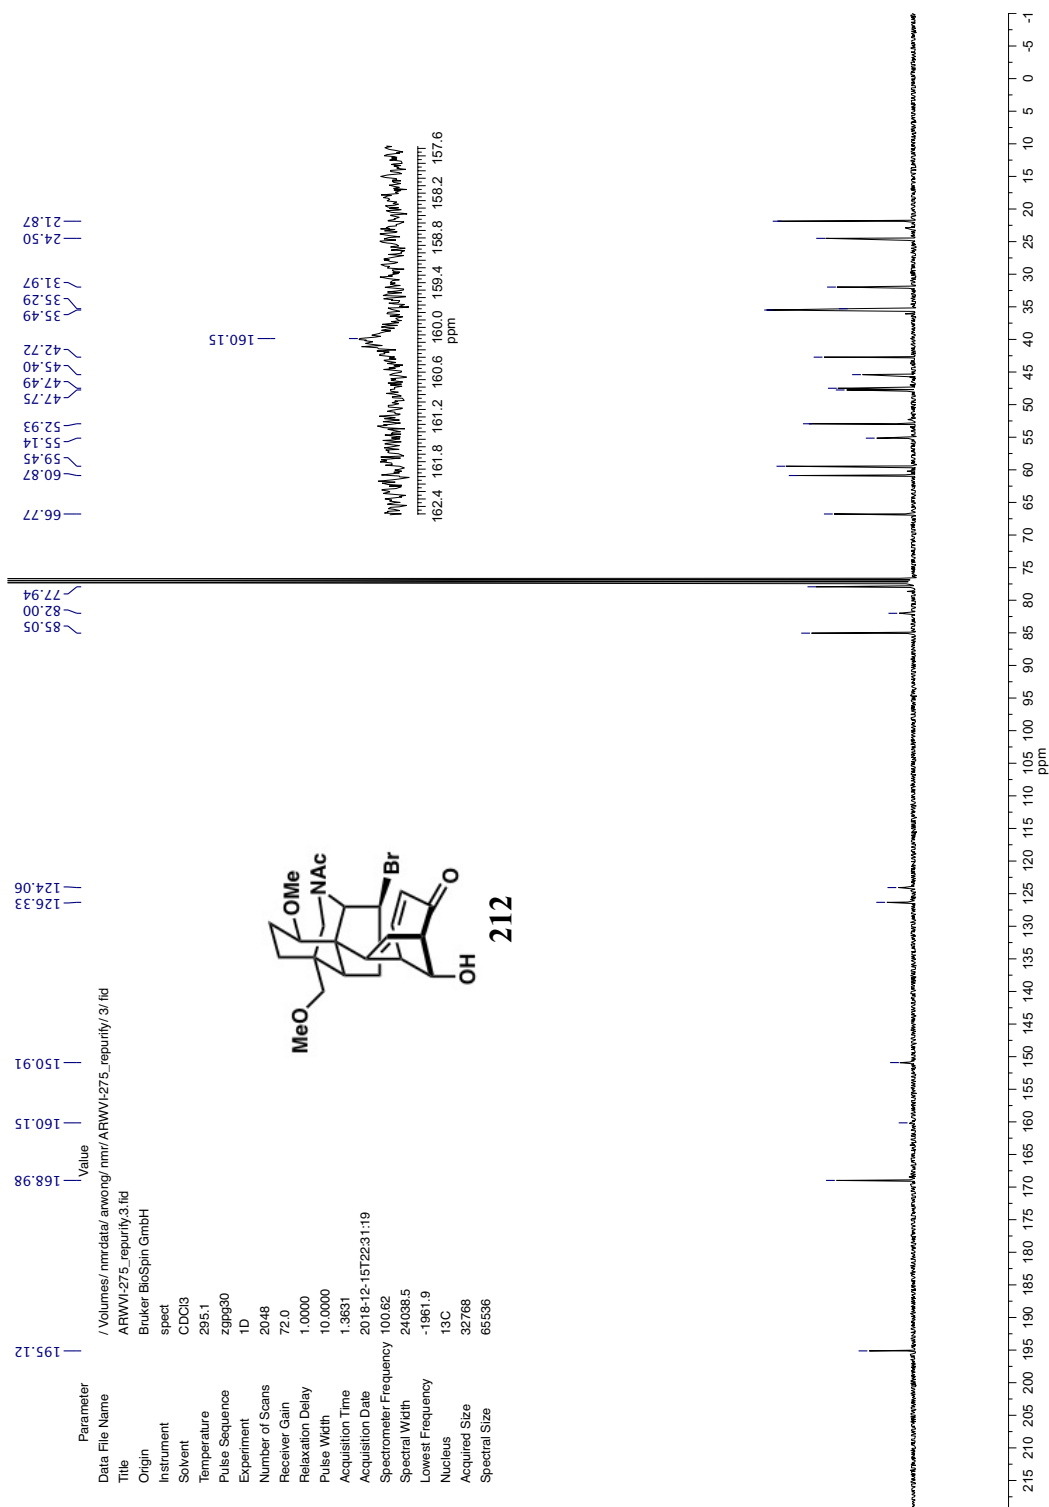 Parameter Value
Data File Name / Volumes/ nmrdata/ arwong/ nmr/ ARWVI-275_repurify/ 3/ fid
Title ARWVI-275_repurify.3.fid
Origin Bruker BioSpin GmbH
Instrument spect
Solvent CDCl3
Temperature 295.1
Pulse Sequence zgpg30
Experiment 1D
Number of Scans 2048
Receiver Gain 72.0
Relaxation Delay 1.0000
Pulse Width 10.0000
Acquisition Time 1.3631
Acquisition Date 2018-12-15T22:31:19
Spectrometer Frequency 100.62
Spectral Width 24038.5
Lowest Frequency -1961.9
Nucleus 13C
Acquired Size 32768
Spectral Size 65536
195.12
168.98
160.15
150.91
126.33
124.06
85.05
82.00
77.94
66.77
60.87
59.45
55.14
52.93
47.75
47.49
45.40
42.72
35.49
35.29
31.97
24.50
21.87
MeO
OMe
NAc
Br
O
OH
212
160.15
162.4 161.8 161.2 160.6 160.0 159.4 158.8 158.2 157.6
ppm
215 210 205 200 195 190 185 180 175 170 165 160 155 150 145 140 135 130 125 120 115 110 105 100 95 90 85 80 75 70 65 60 55 50 45 40 35 30 25 20 15 10 5 0 -5 -1
ppm